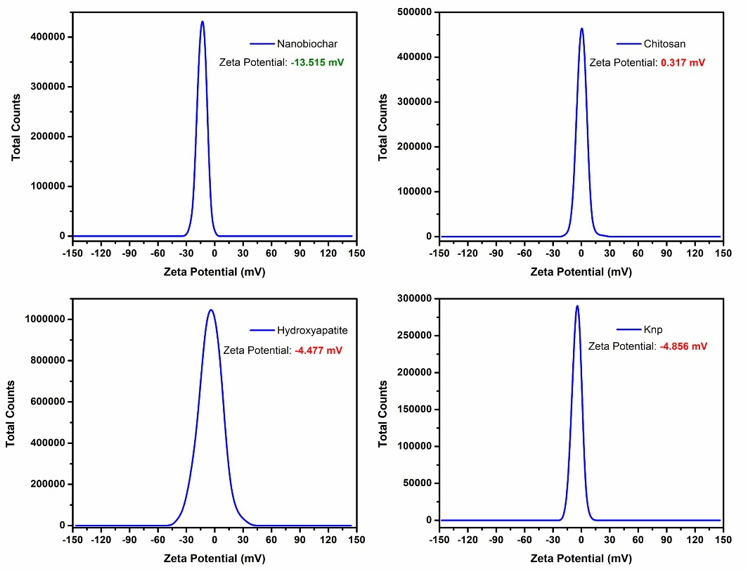 400000
300000
200000
100000
0
Total Counts
Nanobiochar
Zeta Potential: -13.515 mV
-150 -120 -90 -60 -30 0 30 60 90 120 150
Zeta Potential (mV)
500000
400000
300000
200000
100000
0
Total Counts
Chitosan
Zeta Potential: 0.317 mV
-150 -120 -90 -60 -30 0 30 60 90 120 150
Zeta Potential (mV)
1000000
800000
600000
400000
200000
0
Total Counts
Hydroxyapatite
Zeta Potential: -4.477 mV
-150 -120 -90 -60 -30 0 30 60 90 120 150
Zeta Potential (mV)
300000
250000
200000
150000
100000
50000
0
Total Counts
Knp
Zeta Potential: -4.856 mV
-150 -120 -90 -60 -30 0 30 60 90 120 150
Zeta Potential (mV)